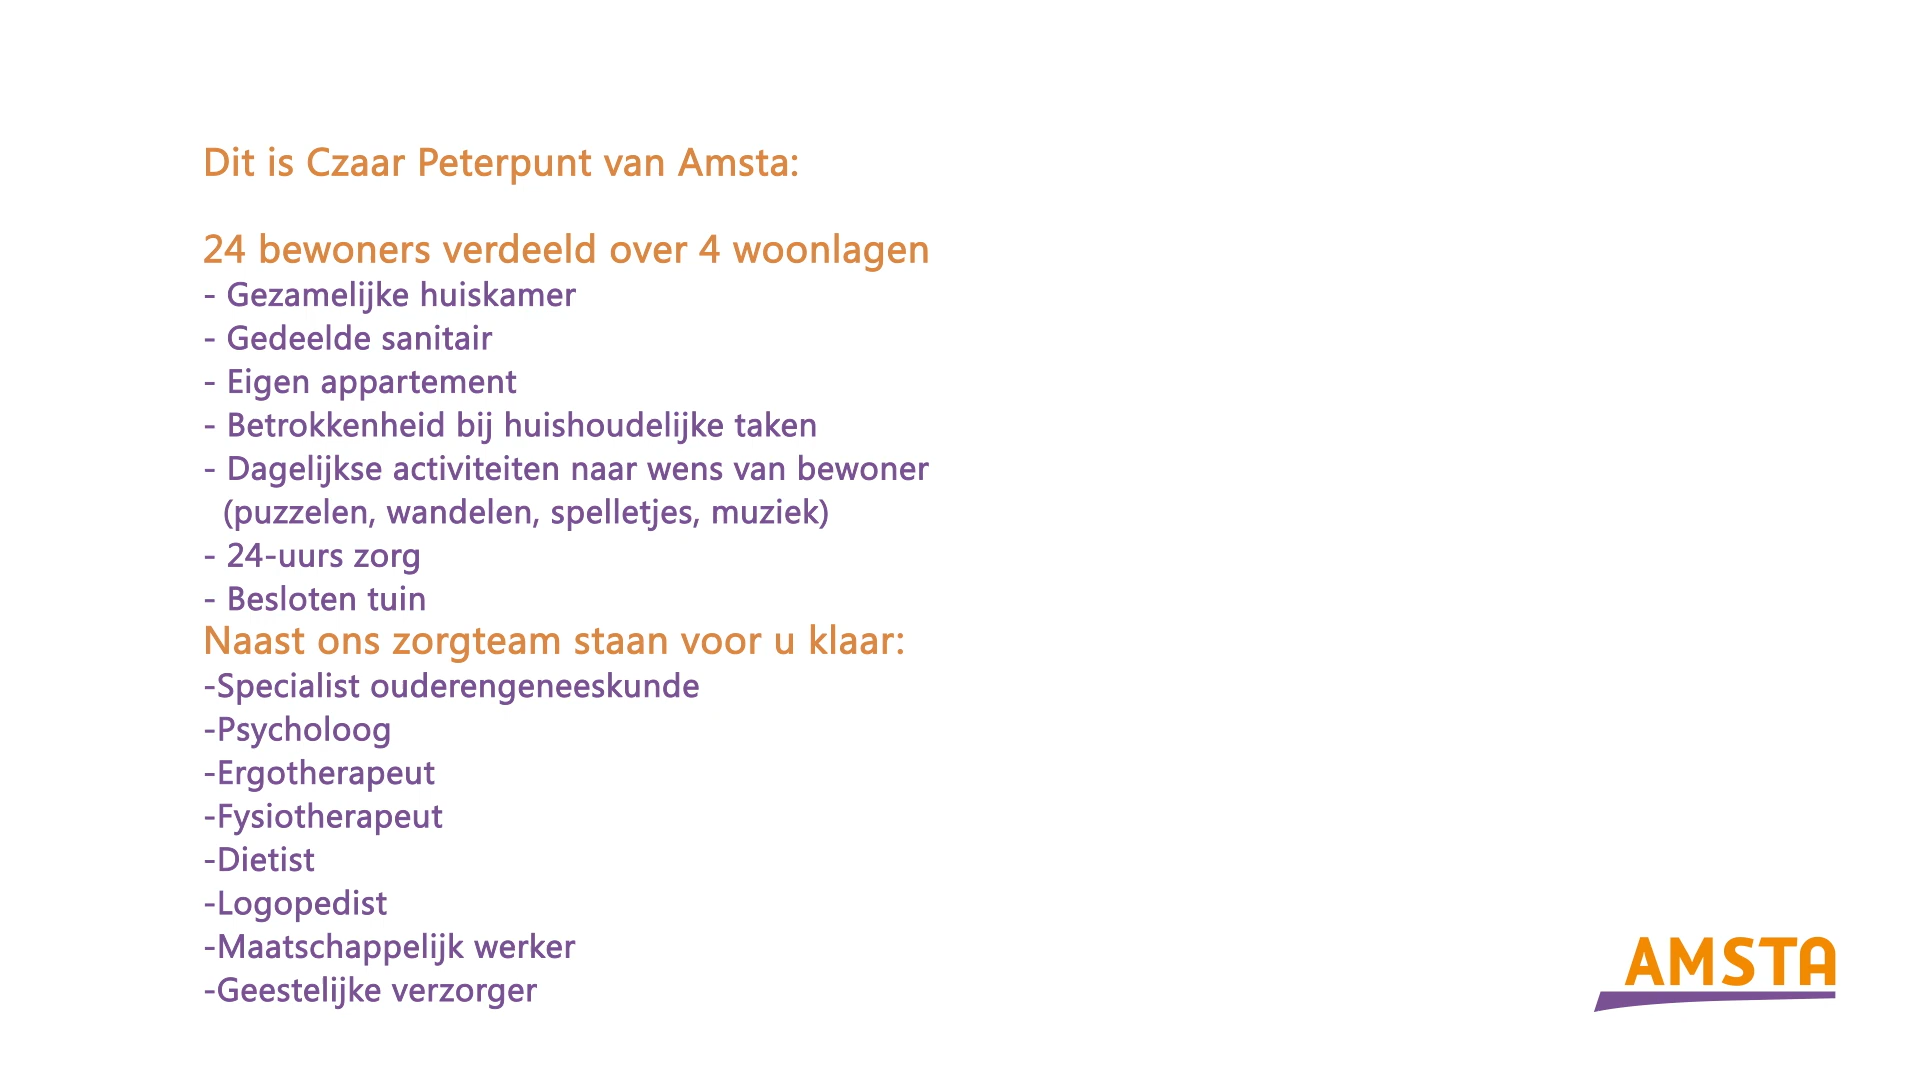 Dit is Czaar Peterpunt van Amsta:
24 bewoners verdeeld over 4 woonlagen
- Gezamelijke huiskamer
- Gedeelde sanitair
- Eigen appartement
- Betrokkenheid bij huishoudelijke taken
- Dagelijkse activiteiten naar wens van bewoner
(puzzelen, wandelen, spelletjes, muziek)
- 24-uurs zorg
- Besloten tuin
Naast ons zorgteam staan voor u klaar:
-Specialist ouderengeneeskunde
-Psycholoog
-Ergotherapeut
-Fysiotherapeut
-Dietist
-Logopedist
-Maatschappelijk werker
-Geestelijke verzorger
AMSTA